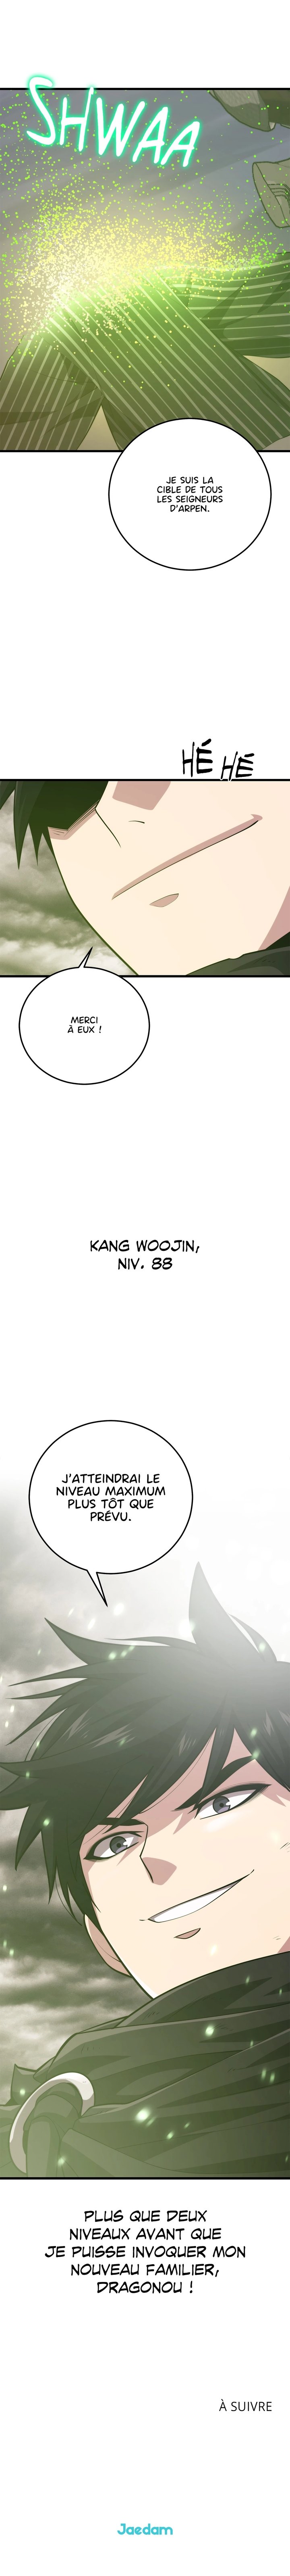 SHWAA
JE SUIS LA
CIBLE DE TOUS
LES SEIGNEURS
D'ARPEN.
HÉ HÉ
MERCI
À EUX !
KANG WOOJIN,
NIV. 88
J'ATTEINDRAI LE
NIVEAU MAXIMUM
PLUS TÔT QUE
PRÉVU.
PLUS QUE DEUX
NIVEAUX AVANT QUE
JE PUISSE INVOQUER MON
NOUVEAU FAMILIER,
DRAGONOU !
À SUIVRE
Jaedam